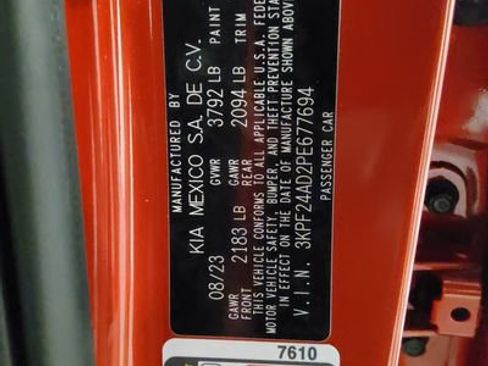 MANUFACTURED BY
KIA MEXICO S.A. DE C.V.
08/23 GVWR 3792 LB PAINT
GAWR FRONT 2183 LB GAWR REAR 2094 LB TRIM
THIS VEHICLE CONFORMS TO ALL APPLICABLE U.S.A. FEDE
MOTOR VEHICLE SAFETY, BUMPER, AND THEFT PREVENTION STA
IN EFFECT ON THE DATE OF MANUFACTURE SHOWN ABOV
V.I.N. 3KPF24AD2PE677694
PASSENGER CAR
7610